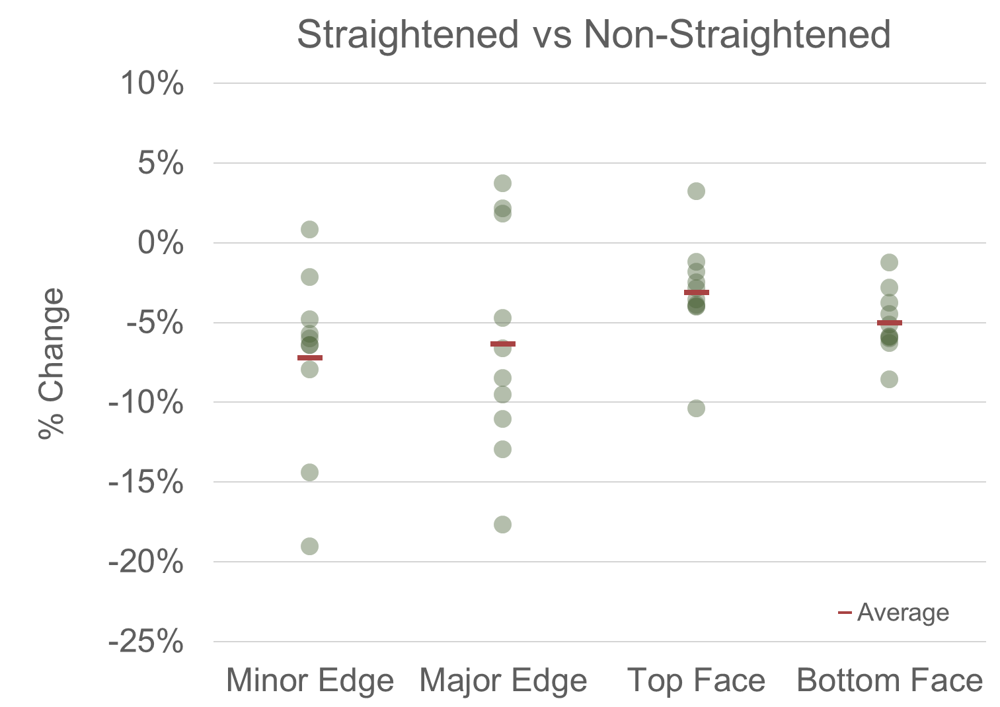 Straightened vs Non-Straightened
10%
5%
0%
-5%
-10%
-15%
-20%
-25%
% Change
Average
Minor Edge Major Edge Top Face Bottom Face